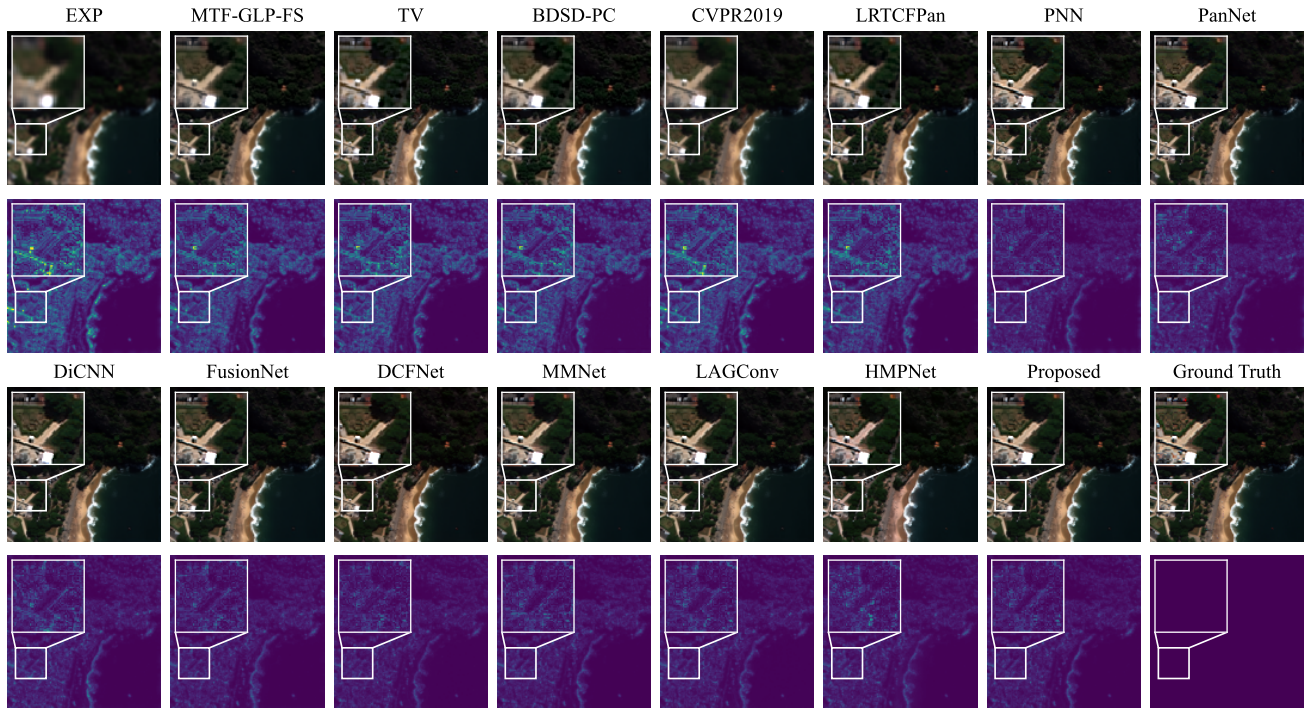 EXP MTF-GLP-FS TV BDSD-PC CVPR2019 LRTCFPan PNN PanNet
DiCNN FusionNet DCFNet MMNet LAGConv HMPNet Proposed Ground Truth